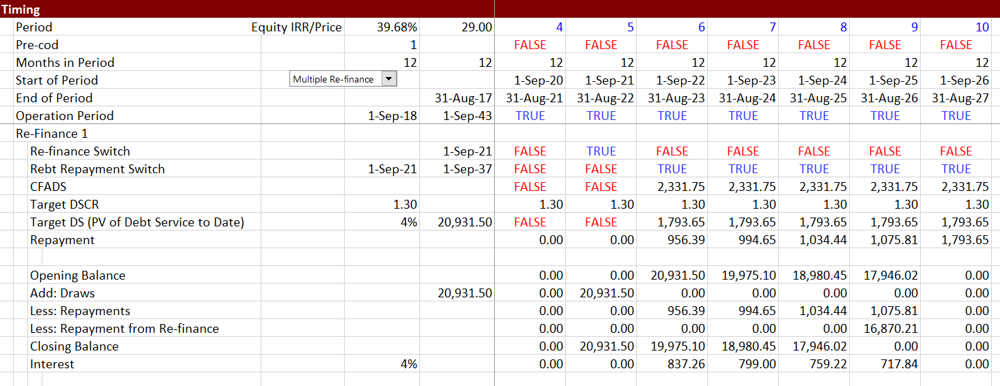 Timing
Period Equity IRR/Price 39.68% 29.00 4 5 6 7 8 9 10
Pre-cod 1 FALSE FALSE FALSE FALSE FALSE FALSE FALSE
Months in Period 12 12 12 12 12 12 12 12 12
Start of Period Multiple Re-finance 1-Sep-20 1-Sep-21 1-Sep-22 1-Sep-23 1-Sep-24 1-Sep-25 1-Sep-26
End of Period 31-Aug-17 31-Aug-21 31-Aug-22 31-Aug-23 31-Aug-24 31-Aug-25 31-Aug-26 31-Aug-27
Operation Period 1-Sep-18 1-Sep-43 TRUE TRUE TRUE TRUE TRUE TRUE TRUE
Re-Finance 1
Re-finance Switch 1-Sep-21 FALSE TRUE FALSE FALSE FALSE FALSE FALSE
Rebt Repayment Switch 1-Sep-21 1-Sep-37 FALSE FALSE TRUE TRUE TRUE TRUE TRUE
CFADS FALSE FALSE 2,331.75 2,331.75 2,331.75 2,331.75 2,331.75
Target DSCR 1.30 1.30 1.30 1.30 1.30 1.30 1.30 1.30
Target DS (PV of Debt Service to Date) 4% 20,931.50 FALSE FALSE 1,793.65 1,793.65 1,793.65 1,793.65 1,793.65
Repayment 0.00 0.00 956.39 994.65 1,034.44 1,075.81 1,793.65
Opening Balance 0.00 0.00 20,931.50 19,975.10 18,980.45 17,946.02 0.00
Add: Draws 20,931.50 0.00 20,931.50 0.00 0.00 0.00 0.00 0.00
Less: Repayments 0.00 0.00 956.39 994.65 1,034.44 1,075.81 0.00
Less: Repayment from Re-finance 0.00 0.00 0.00 0.00 0.00 16,870.21 0.00
Closing Balance 0.00 20,931.50 19,975.10 18,980.45 17,946.02 0.00 0.00
Interest 4% 0.00 0.00 837.26 799.00 759.22 717.84 0.00